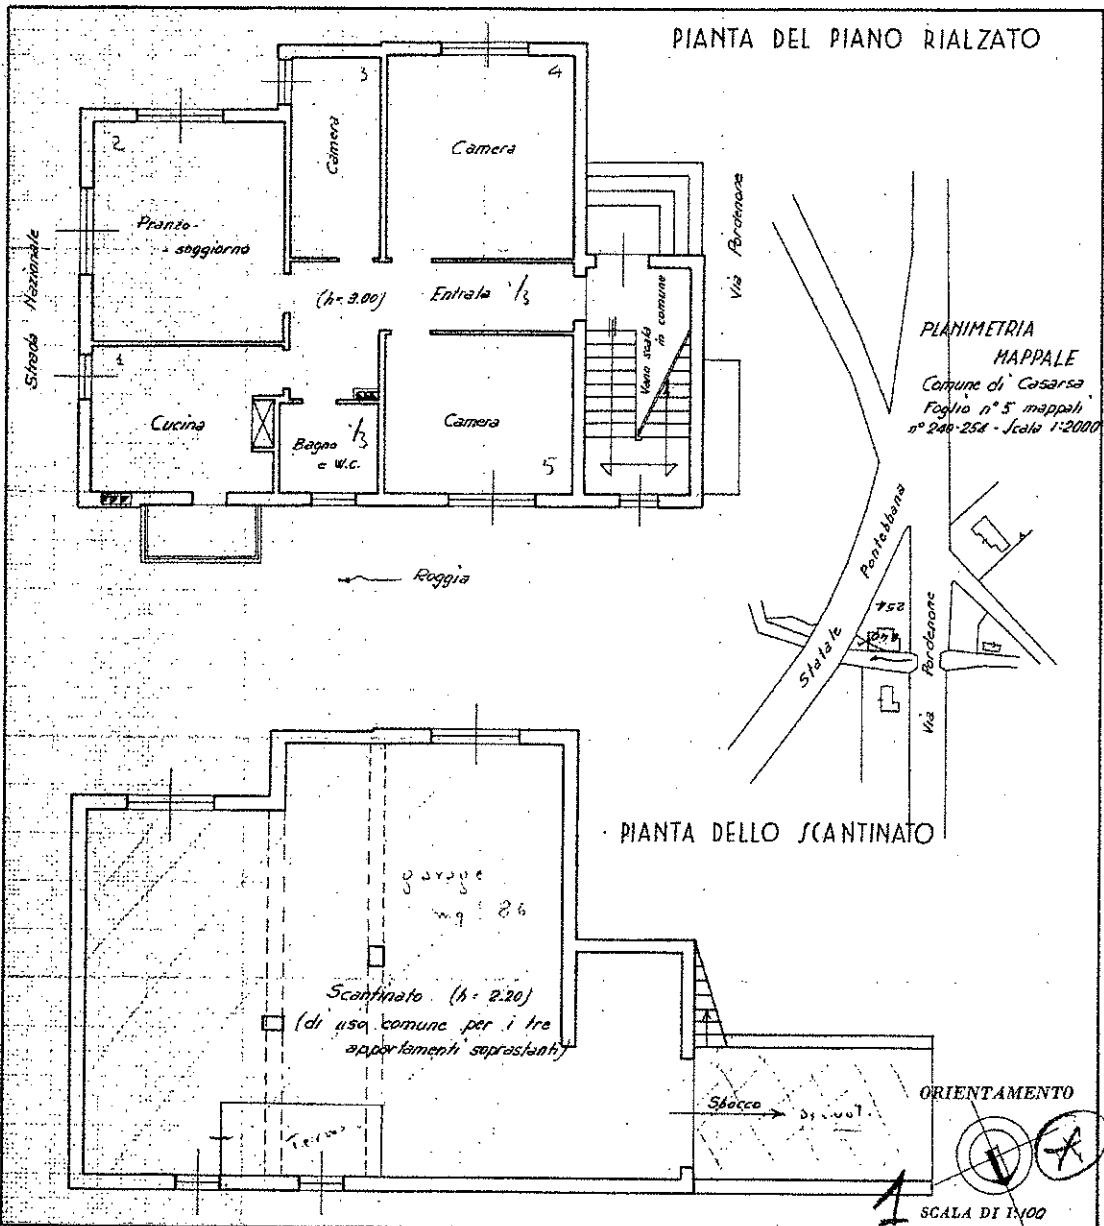 PIANTA DEL PIANO RIALZATO
3
4
2
Camera
Camera
Pranzo-
soggiorno
Strada Nazionale
(h= 3.00)
Entrata 1/3
Vano scala
in comune
Via Pordenone
1
Cucina
Bagno 1/3
e W.C.
Camera
5
Roggia
PLANIMETRIA
MAPPALE
Comune di Casarsa
Foglio n° 5 mappali
n° 240-254 - Scala 1:2000
Statale Pontebbana
254
240
Via Pordenone
PIANTA DELLO SCANTINATO
garage
mq: 86
Scantinato (h= 2.20)
(di uso comune per i tre
appartamenti soprastanti)
Sbocco
ORIENTAMENTO
1
SCALA DI 1:100